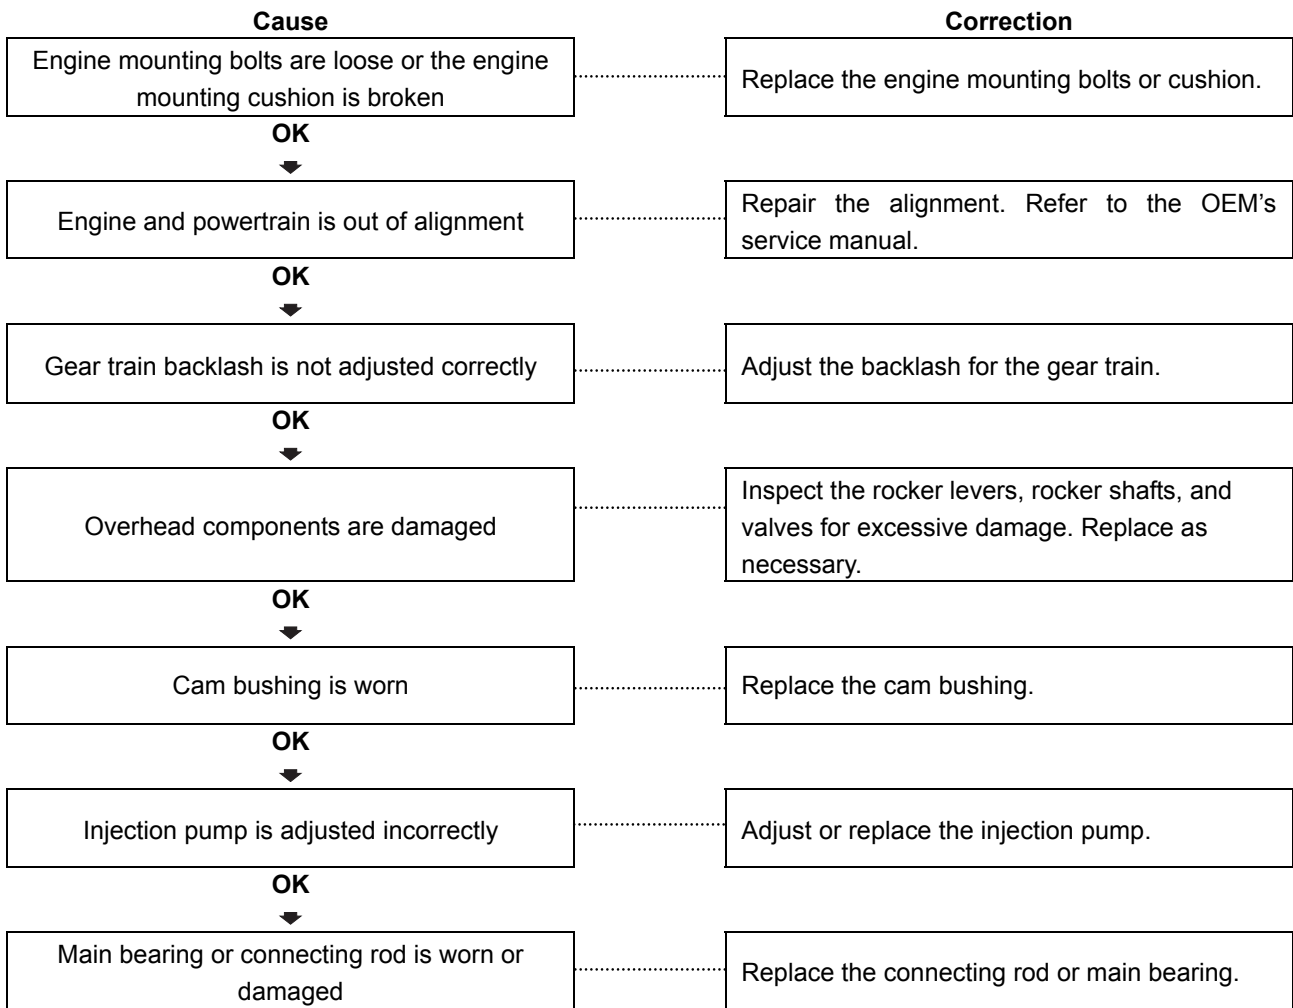 Cause
Correction
Engine mounting bolts are loose or the engine
mounting cushion is broken
Replace the engine mounting bolts or cushion.
OK
Engine and powertrain is out of alignment
Repair the alignment. Refer to the OEM’s
service manual.
OK
Gear train backlash is not adjusted correctly
Adjust the backlash for the gear train.
OK
Overhead components are damaged
Inspect the rocker levers, rocker shafts, and
valves for excessive damage. Replace as
necessary.
OK
Cam bushing is worn
Replace the cam bushing.
OK
Injection pump is adjusted incorrectly
Adjust or replace the injection pump.
OK
Main bearing or connecting rod is worn or
damaged
Replace the connecting rod or main bearing.